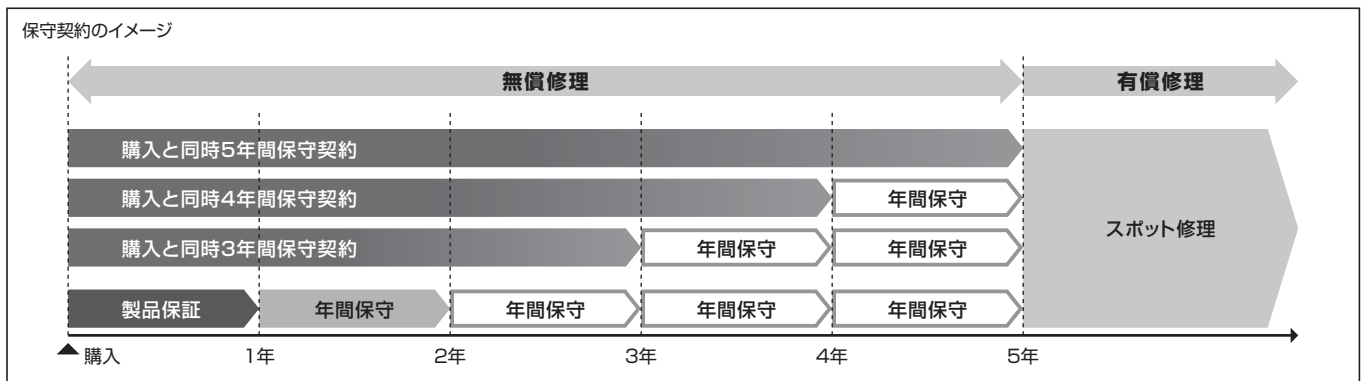 保守契約のイメージ
無償修理 有償修理
購入と同時5年間保守契約
購入と同時4年間保守契約 年間保守
購入と同時3年間保守契約 年間保守 年間保守
スポット修理
製品保証 年間保守 年間保守 年間保守 年間保守
購入 1年 2年 3年 4年 5年